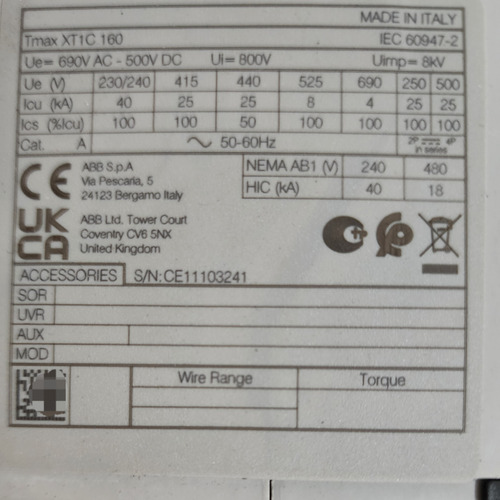 MADE IN ITALY
Tmax XT1C 160 IEC 60947-2
Ue= 690V AC - 500V DC Ui= 800V Uimp= 8kV
Ue (V) 230/240 415 440 525 690 250 500
Icu (kA) 40 25 25 8 4 25 25
Ics (%Icu) 100 100 50 100 100 100 100
Cat. A 50-60Hz 2P 4P
in series
CE ABB S.p.A
Via Pescaria, 5
24123 Bergamo Italy
NEMA AB1 (V) 240 480
HIC (kA) 40 18
UK
CA
ABB Ltd. Tower Court
Coventry CV6 5NX
United Kingdom
ACCESSORIES S/N:CE11103241
SOR
UVR
AUX
MOD
Wire Range Torque